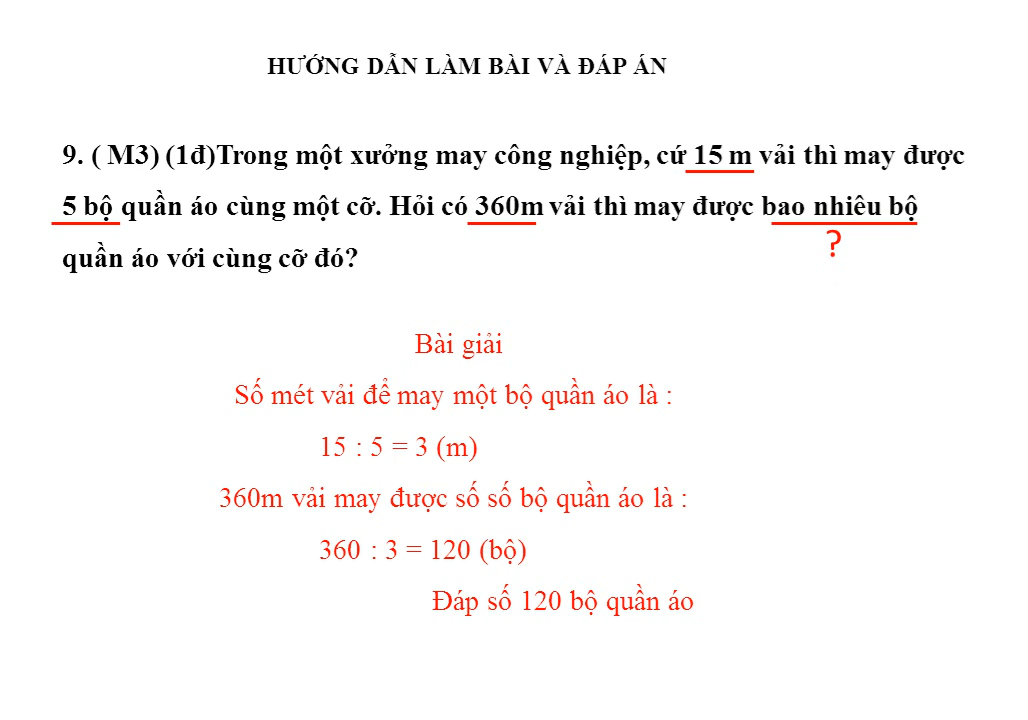 HƯỚNG DẪN LÀM BÀI VÀ ĐÁP ÁN
9. ( M3) (1đ)Trong một xưởng may công nghiệp, cứ 15 m vải thì may được
5 bộ quần áo cùng một cỡ. Hỏi có 360m vải thì may được bao nhiêu bộ
?
quần áo với cùng cỡ đó?
Bài giải
Số mét vải để may một bộ quần áo là :
15 : 5 = 3 (m)
360m vải may được số số bộ quần áo là :
360 : 3 = 120 (bộ)
Đáp số 120 bộ quần áo